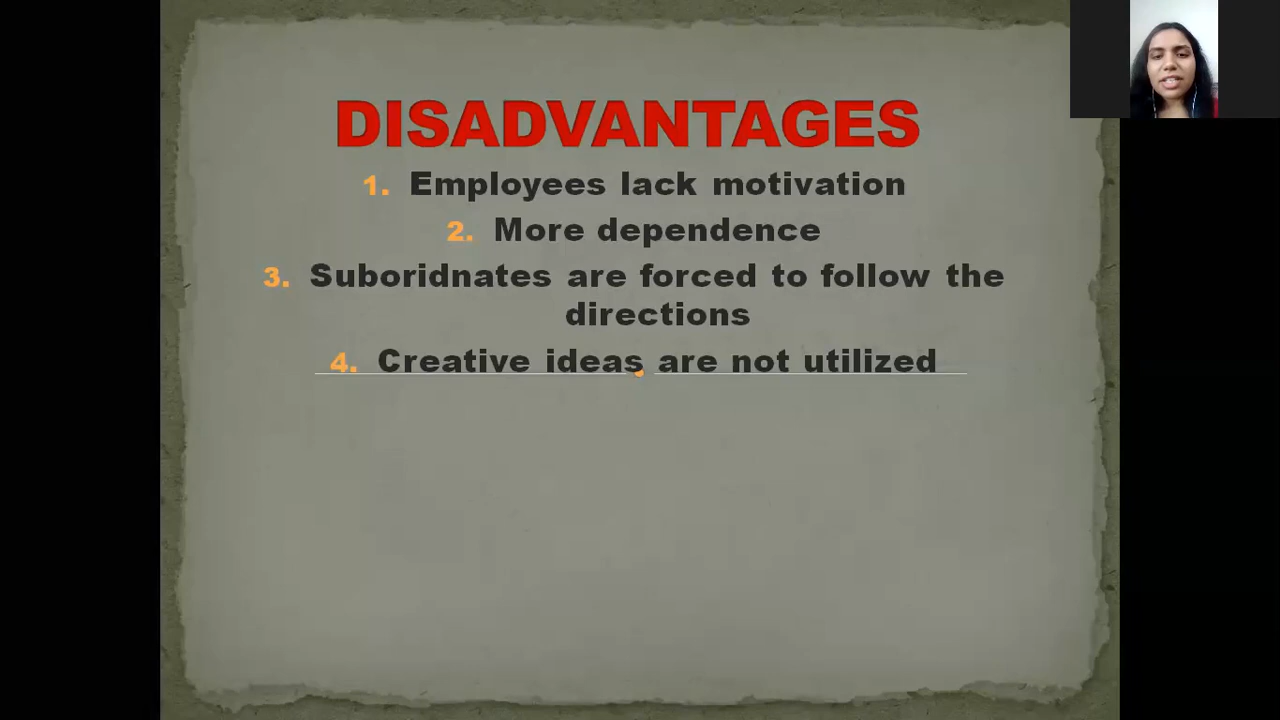 DISADVANTAGES
1. Employees lack motivation
2. More dependence
3. Suboridnates are forced to follow the
directions
4. Creative ideas are not utilized